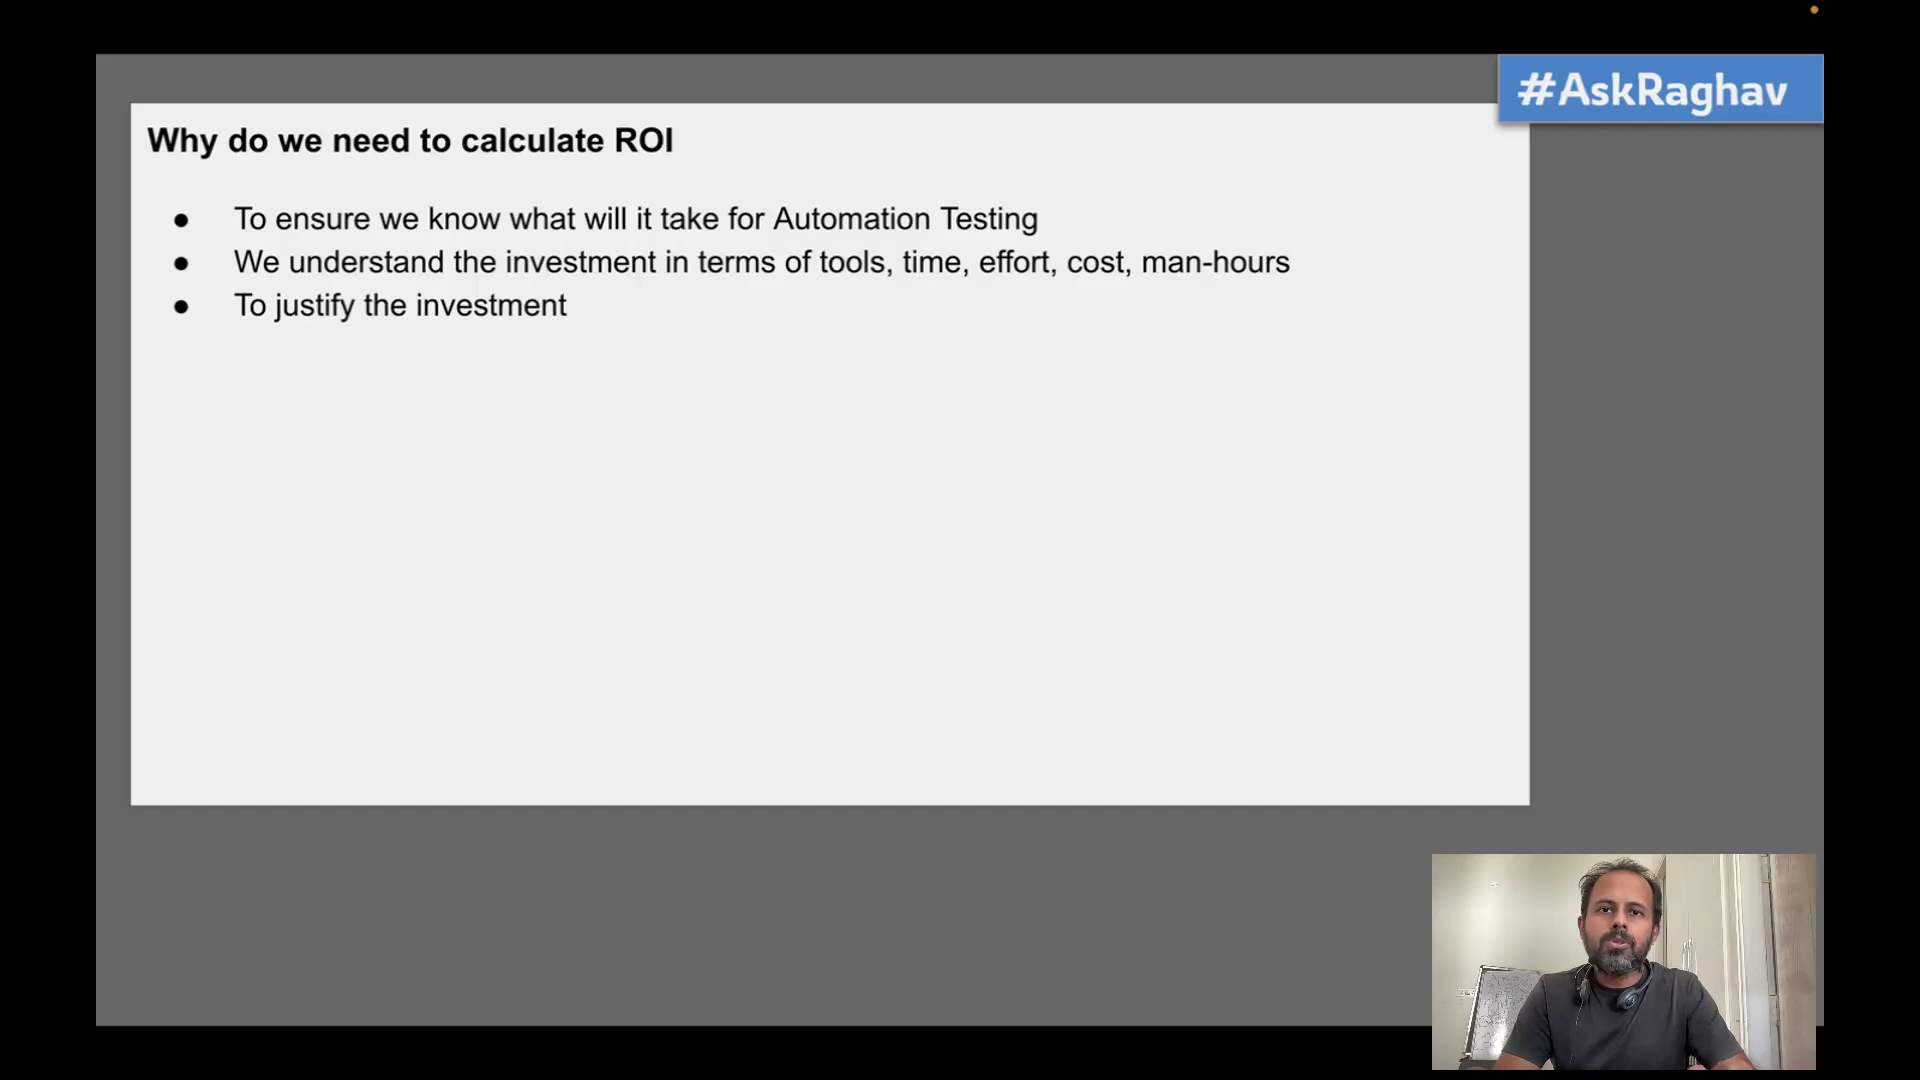 #AskRaghav
Why do we need to calculate ROI
● To ensure we know what will it take for Automation Testing
● We understand the investment in terms of tools, time, effort, cost, man-hours
● To justify the investment